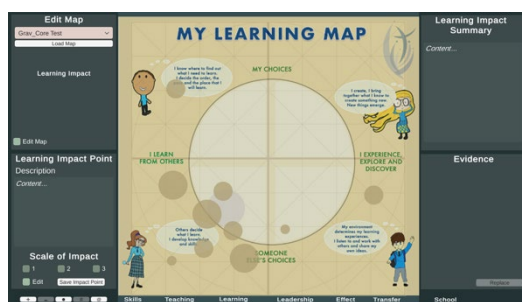 Edit Map
Grav_Core Test
Load Map
Learning Impact
Edit Map
Learning Impact Point
Description
Content...
Scale of Impact
1
2
3
Edit
Save Impact Point
MY LEARNING MAP
I know where to find out
what I need to learn.
I decide the order, the
and the place that I
will learn.
MY CHOICES
I create, I bring
together what I know to
create something new.
New things emerge.
I LEARN
FROM OTHERS
I EXPERIENCE,
EXPLORE AND
DISCOVER
Others decide
what I learn.
I develop knowledge
and skills.
My environment
determines my learning
experiences.
I listen to and work with
others and share my
own ideas.
SOMEONE
ELSE'S CHOICES
Skills
Teaching
Learning
Leadership
Effect
Transfer
School
Learning Impact
Summary
Content...
Evidence
Replace